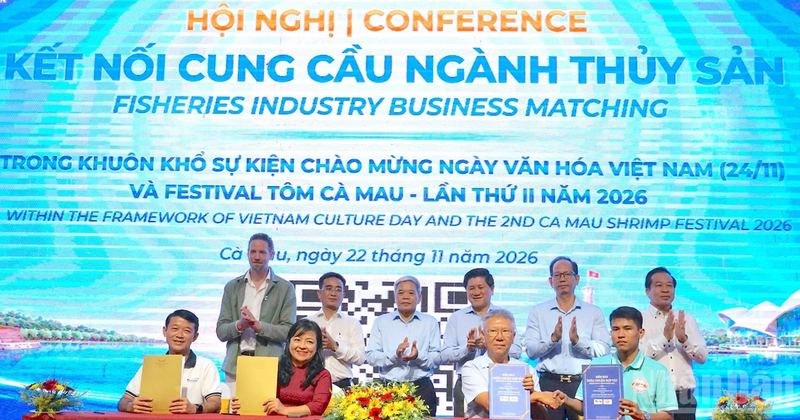 HỘI NGHỊ | CONFERENCE
KẾT NỐI CUNG CẦU NGÀNH THỦY SẢN
FISHERIES INDUSTRY BUSINESS MATCHING
TRONG KHUÔN KHỔ SỰ KIỆN CHÀO MỪNG NGÀY VĂN HÓA VIỆT NAM (24/11)
VÀ FESTIVAL TÔM CÀ MAU - LẦN THỨ II NĂM 2026
WITHIN THE FRAMEWORK OF VIETNAM CULTURE DAY AND THE 2ND CA MAU SHRIMP FESTIVAL 2026
Cà Mau, ngày 22 tháng 11 năm 2026